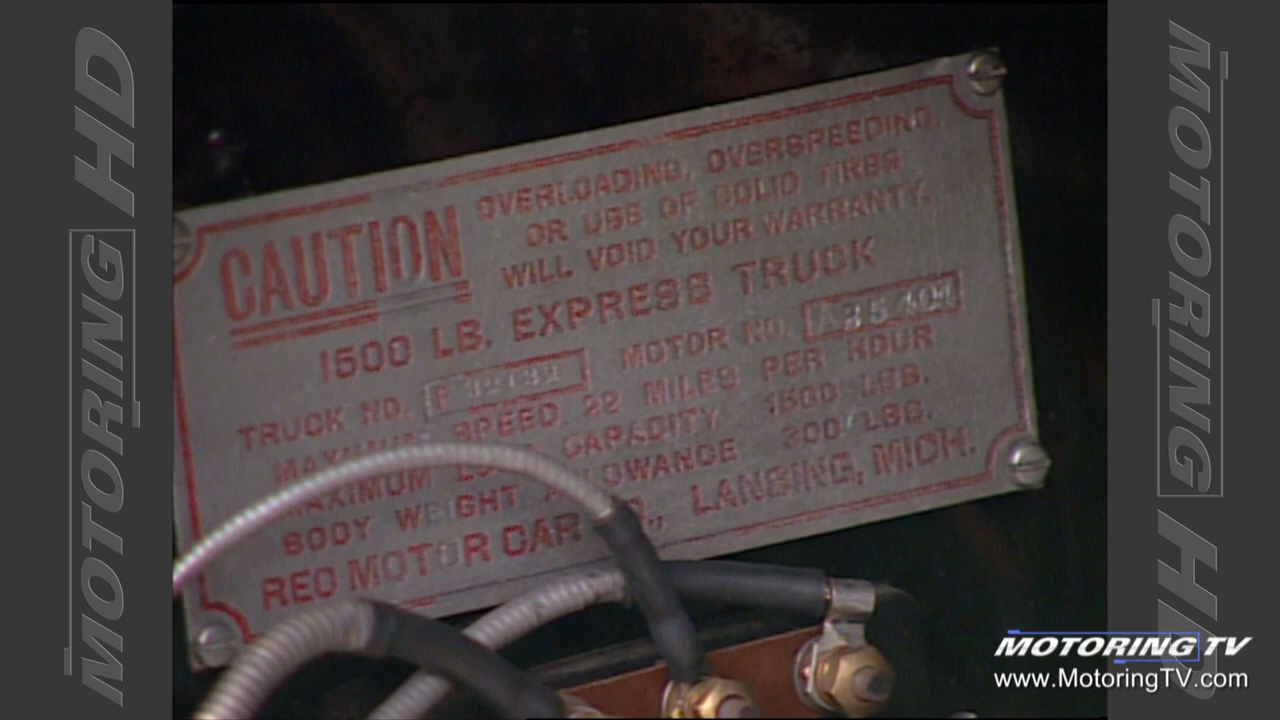 MOTORING HD
CAUTION
OVERLOADING, OVERSPEEDING,
OR USE OF SOLID TIRES
WILL VOID YOUR WARRANTY.
1500 LB. EXPRESS TRUCK
TRUCK NO. MOTOR NO.
SPEED 22 MILES PER HOUR
MAXIMUM CAPACITY 1500 LBS.
BODY WEIGHT 300 LBS.
REO MOTOR CAR LANSING, MICH.
MOTORING HD
MOTORING TV
www.MotoringTV.com